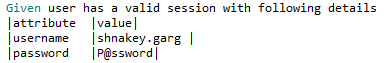 Given user has a valid session with following details
|attribute |value|
|username |shnakey.garg |
|password |P@ssword|